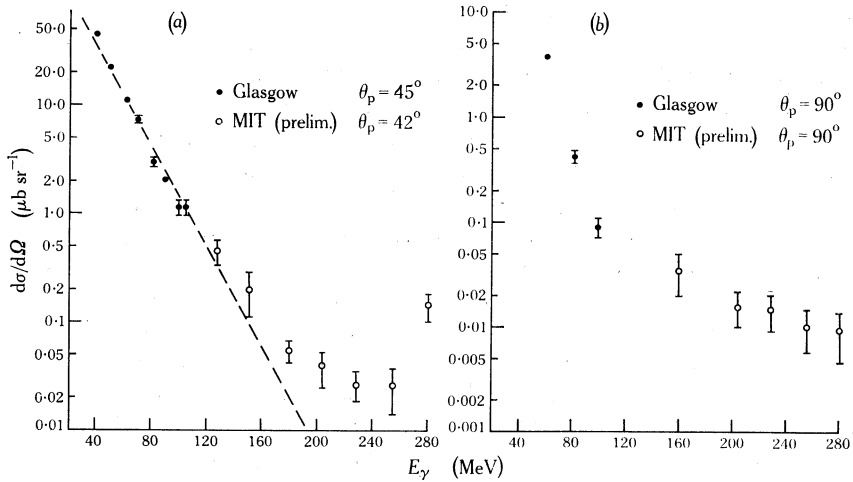 (a)
50·0
20·0
10·0
5·0
2·0
1·0
0·5
0·2
0·1
0·05
0·02
0·01
40 80 120 160 200 240 280
Glasgow θp = 45°
MIT (prelim.) θp = 42°
dσ/dΩ (μb sr⁻¹)
(b)
10·0
5·0
2·0
1·0
0·5
0·2
0·1
0·05
0·02
0·01
0·005
0·002
0·001
40 80 120 160 200 240 280
Glasgow θp = 90°
MIT (prelim.) θp = 90°
Eγ (MeV)